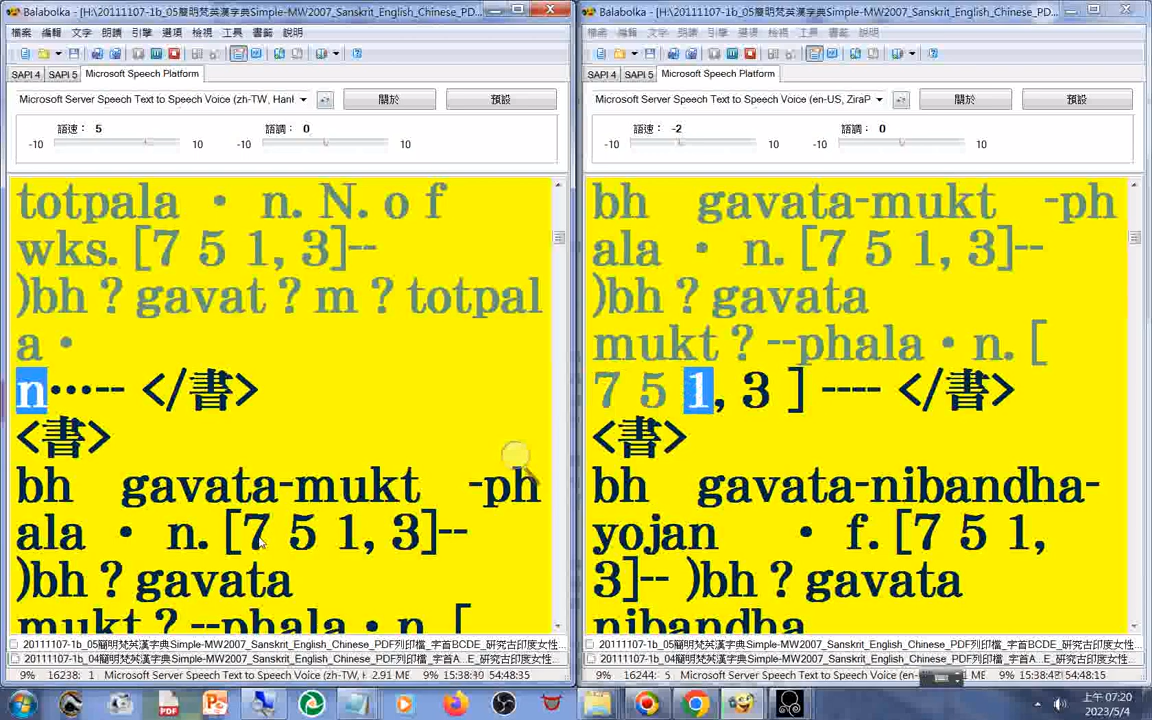 Balabolka - [H:\20111107-1b_05簡明梵英漢字典Simple-MW2007_Sanskrit_English_Chinese_PD...
檔案 編輯 文字 朗讀 引擎 選項 檢視 工具 書籤 說明
SAPI 4 SAPI 5 Microsoft Speech Platform
Microsoft Server Speech Text to Speech Voice (zh-TW, Hanl
關於 預設
語速： 5 語調： 0
-10 10 -10 10
totpala • n. N. o f
wks. [7 5 1, 3]--
)bh ? gavat ? m ? totpal
a •
n…-- </書>
<書>
bh gavata-mukt -ph
ala • n. [7 5 1, 3]--
)bh ? gavata
mukt ? --phala • n. [
20111107-1b_05簡明梵英漢字典Simple-MW2007_Sanskrit_English_Chinese_PDF列印檔_字首BCDE_研究古印度女性...
20111107-1b_04簡明梵英漢字典Simple-MW2007_Sanskrit_English_Chinese_PDF列印檔_字首A...E_研究古印度女性...
9% 16238: 1 Microsoft Server Speech Text to Speech Voice (zh-TW, H 2.91 ME 9% 54:48:35
Balabolka - [H:\20111107-1b_05簡明梵英漢字典Simple-MW2007_Sanskrit_English_Chinese_PD...
檔案 編輯 文字 朗讀 引擎 選項 檢視 工具 書籤 說明
SAPI 4 SAPI 5 Microsoft Speech Platform
Microsoft Server Speech Text to Speech Voice (en-US, ZiraP
關於 預設
語速： -2 語調： 0
-10 10 -10 10
bh gavata-mukt -ph
ala • n. [7 5 1, 3]--
)bh ? gavata
mukt ? --phala • n. [
7 5 1, 3 ] ---- </書>
<書>
bh gavata-nibandha-
yojan • f. [7 5 1,
3]-- )bh ? gavata
nibandha
20111107-1b_05簡明梵英漢字典Simple-MW2007_Sanskrit_English_Chinese_PDF列印檔_字首BCDE_研究古印度女性...
20111107-1b_04簡明梵英漢字典Simple-MW2007_Sanskrit_English_Chinese_PDF列印檔_字首A...E_研究古印度女性...
9% 16244: 5 Microsoft Server Speech Text to Speech Voice (en-US 9% 54:48:15
PDF
上午 07:20
2023/5/4